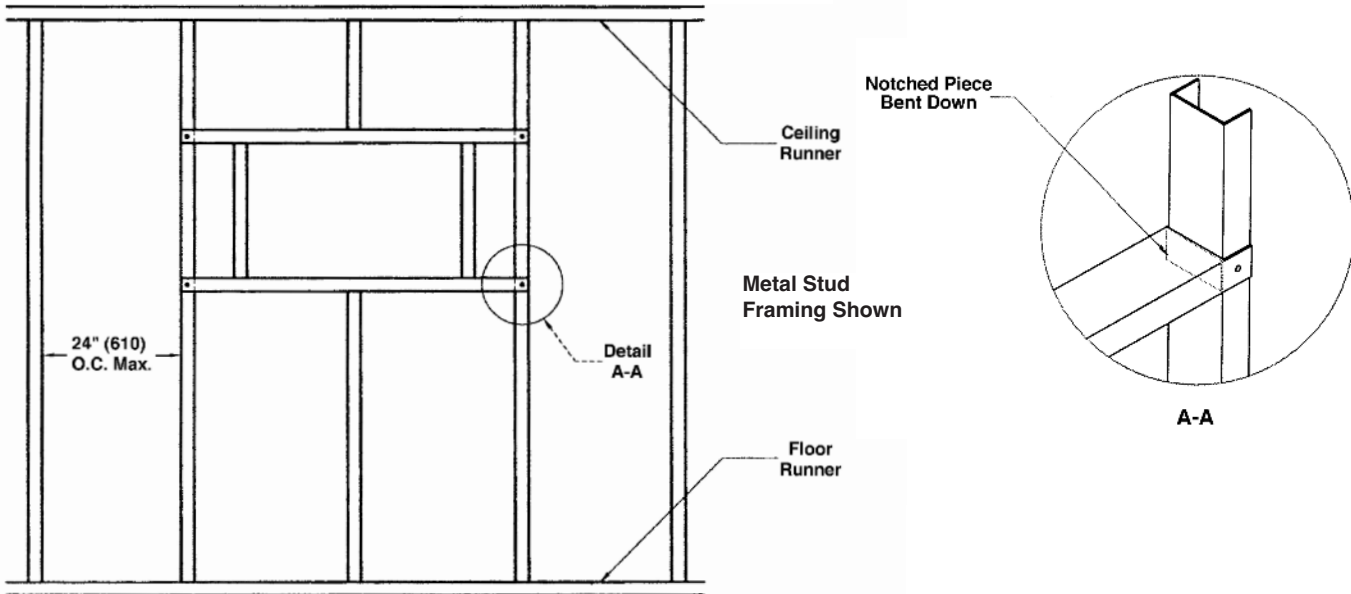 Notched Piece
Bent Down
Ceiling
Runner
Metal Stud
Framing Shown
24" (610)
O.C. Max.
Detail
A-A
A-A
Floor
Runner